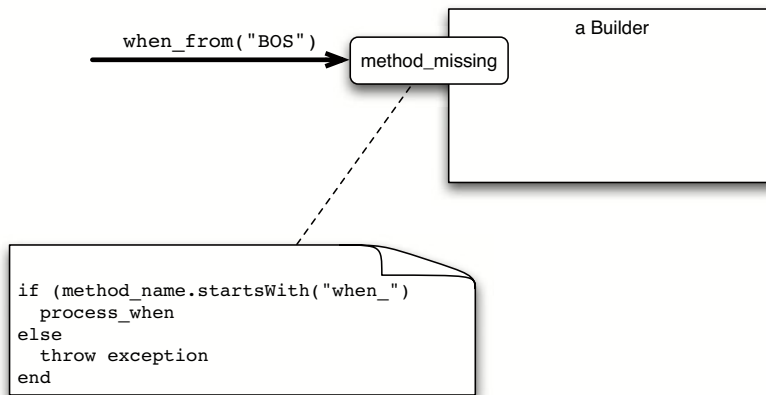 a Builder
when_from("BOS")
method_missing
if (method_name.startsWith("when_")
  process_when
else
  throw exception
end